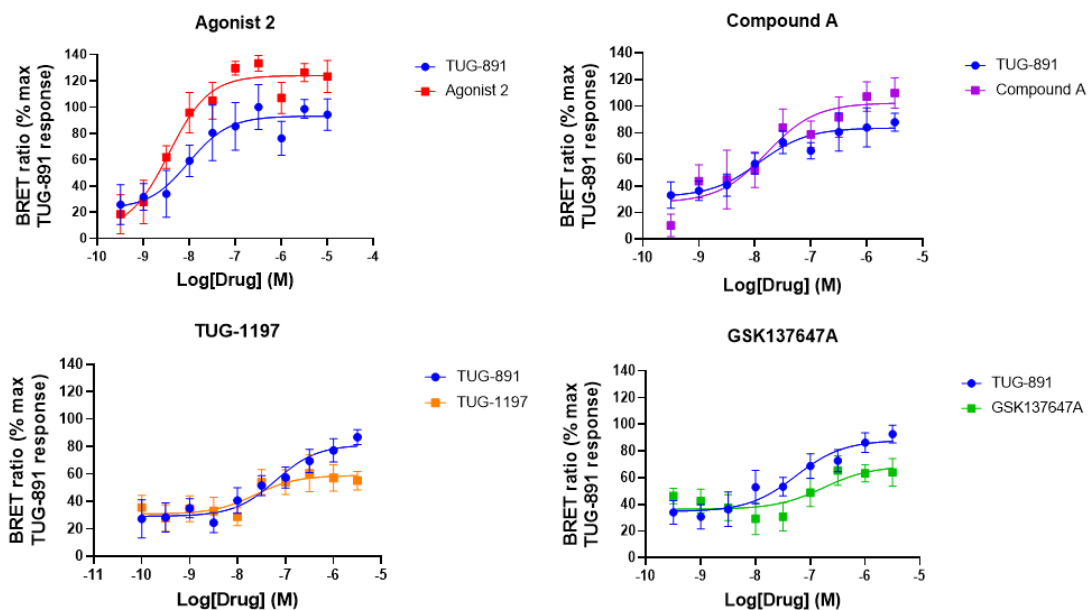 Agonist 2
BRET ratio (% max
TUG-891 response)
140
120
100
80
60
40
20
0
-10 -9 -8 -7 -6 -5 -4
Log[Drug] (M)
TUG-891
Agonist 2
Compound A
BRET ratio (% max
TUG-891 response)
140
120
100
80
60
40
20
0
-10 -9 -8 -7 -6 -5
Log[Drug] (M)
TUG-891
Compound A
TUG-1197
BRET ratio (% max
TUG-891 response)
140
120
100
80
60
40
20
0
-11 -10 -9 -8 -7 -6 -5
Log[Drug] (M)
TUG-891
TUG-1197
GSK137647A
BRET ratio (% max
TUG-891 response)
140
120
100
80
60
40
20
0
-10 -9 -8 -7 -6 -5
Log[Drug] (M)
TUG-891
GSK137647A